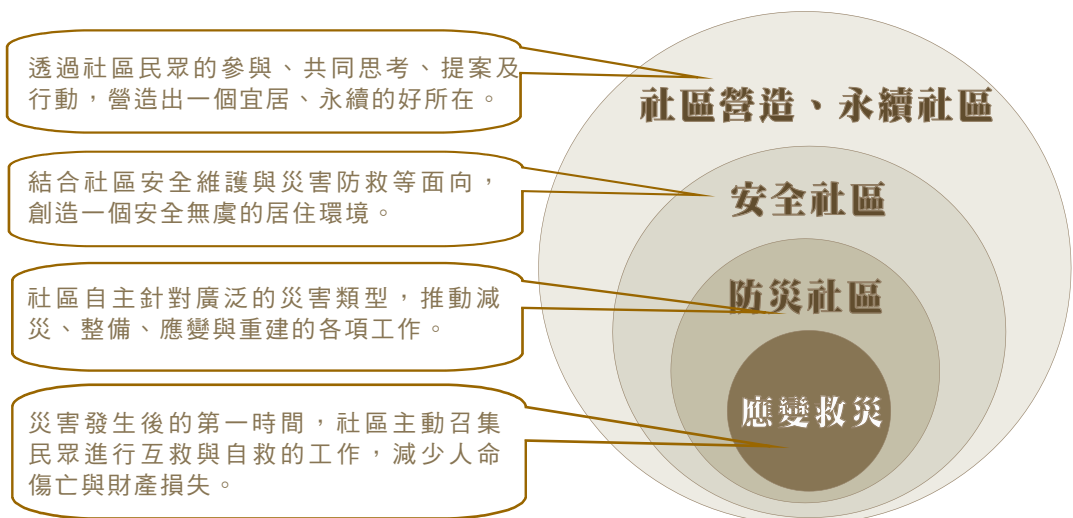 透過社區民眾的參與、共同思考、提案及
行動，營造出一個宜居、永續的好所在。
社區營造、永續社區
結合社區安全維護與災害防救等面向，
創造一個安全無虞的居住環境。
安全社區
社區自主針對廣泛的災害類型，推動減
災、整備、應變與重建的各項工作。
防災社區
災害發生後的第一時間，社區主動召集
民眾進行互救與自救的工作，減少人命
傷亡與財產損失。
應變救災